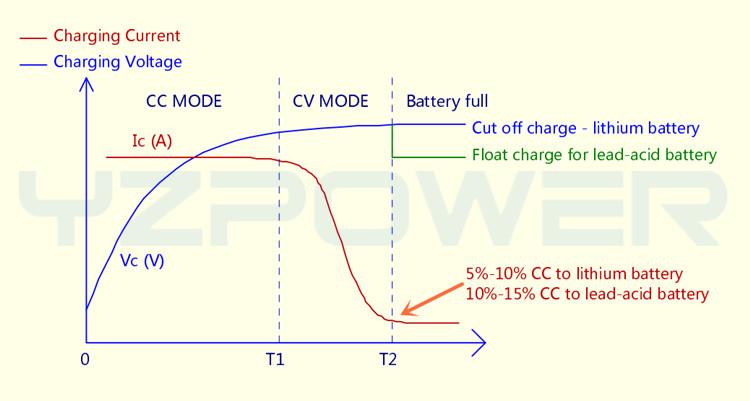 Charging Current
Charging Voltage
CC MODE
CV MODE
Battery full
Cut off charge - lithium battery
Ic (A)
Float charge for lead-acid battery
YZPOWER
Vc (V)
5%-10% CC to lithium battery
10%-15% CC to lead-acid battery
0
T1
T2